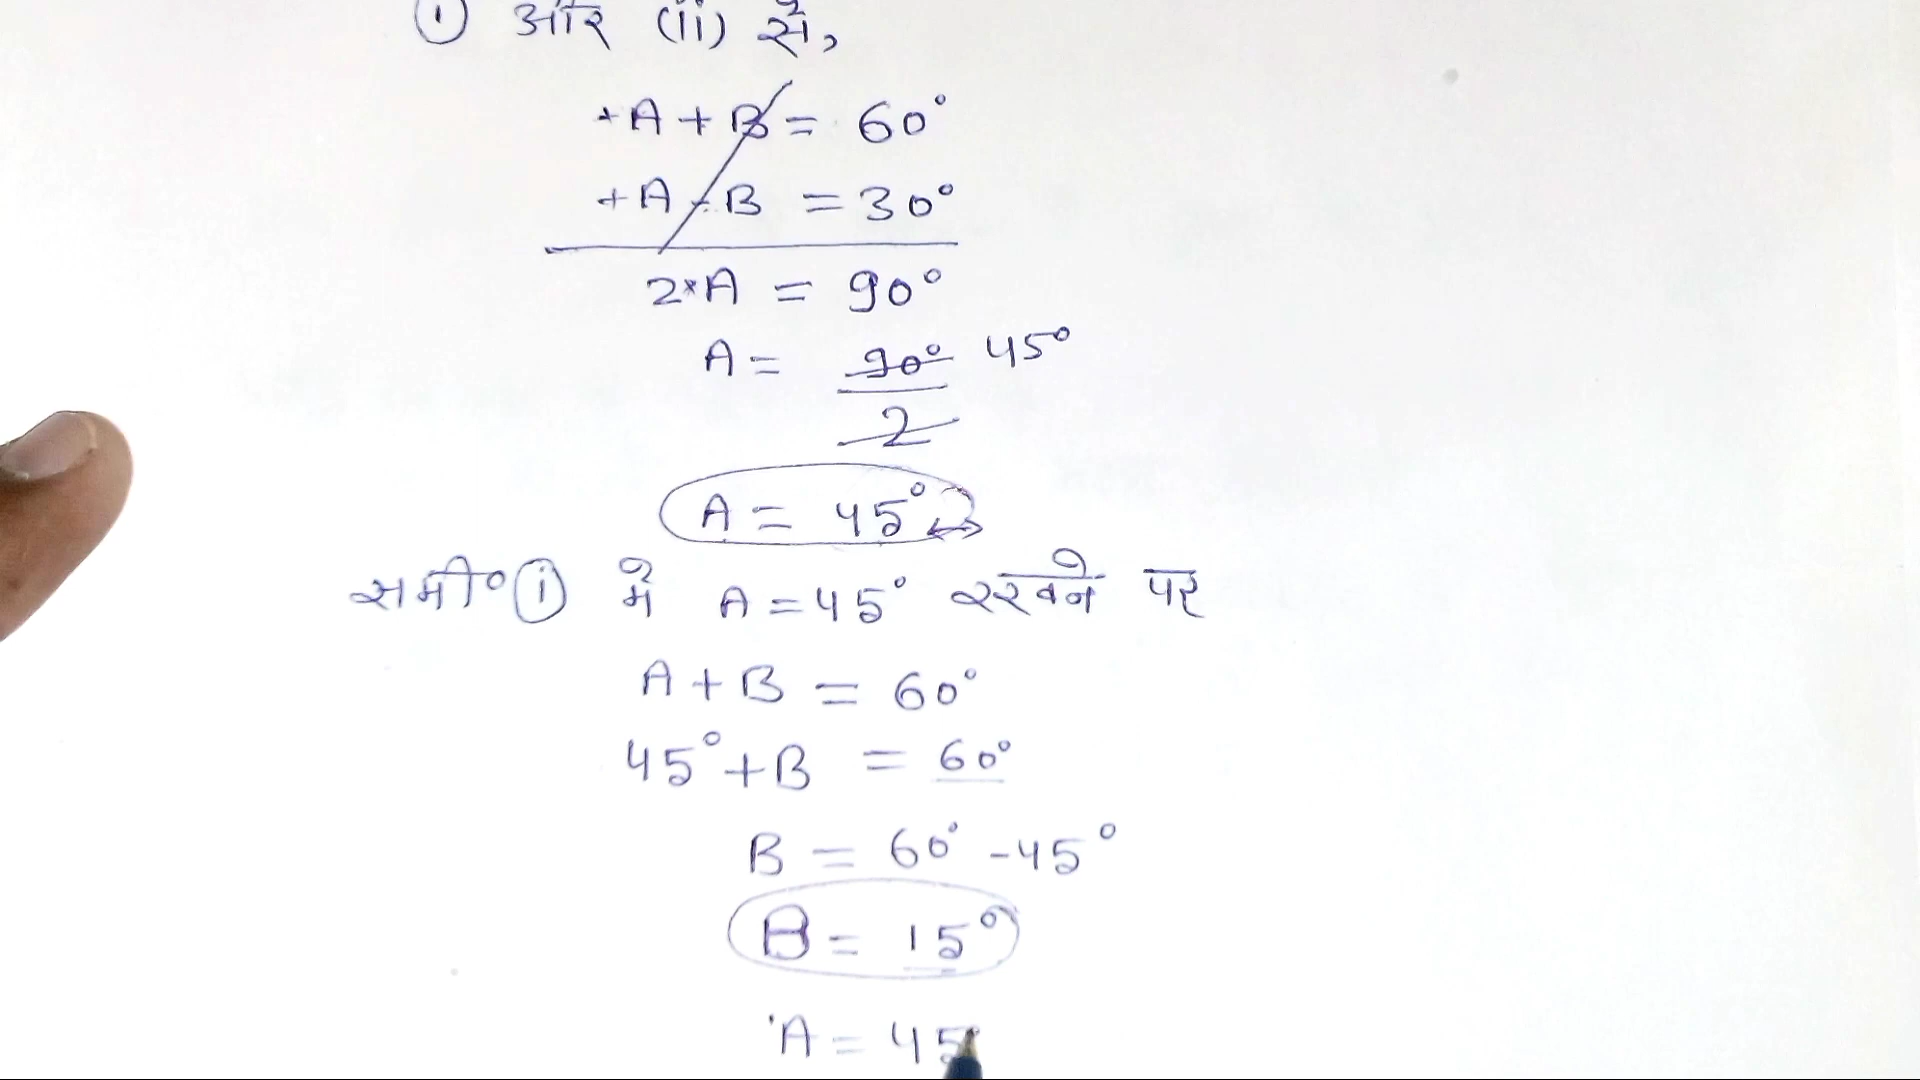 (i) और (ii) से,
+A + B = 60°
+A - B = 30°
2×A = 90°
A = 90° 45°
2
A = 45°
समी० (i) में A = 45° रखने पर
A + B = 60°
45° + B = 60°
B = 60° - 45°
B = 15°
A = 45°